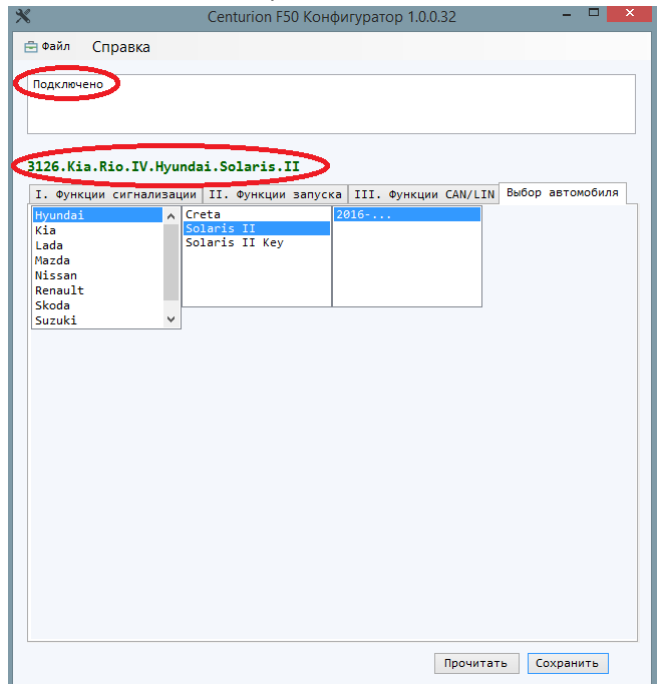 Centurion F50 Конфигуратор 1.0.0.32
Файл Справка
Подключено
3126.Kia.Rio.IV.Hyundai.Solaris.II
I. Функции сигнализации II. Функции запуска III. Функции CAN/LIN Выбор автомобиля
Hyundai Creta 2016-...
Kia Solaris II
Lada Solaris II Key
Mazda
Nissan
Renault
Skoda
Suzuki
Прочитать Сохранить